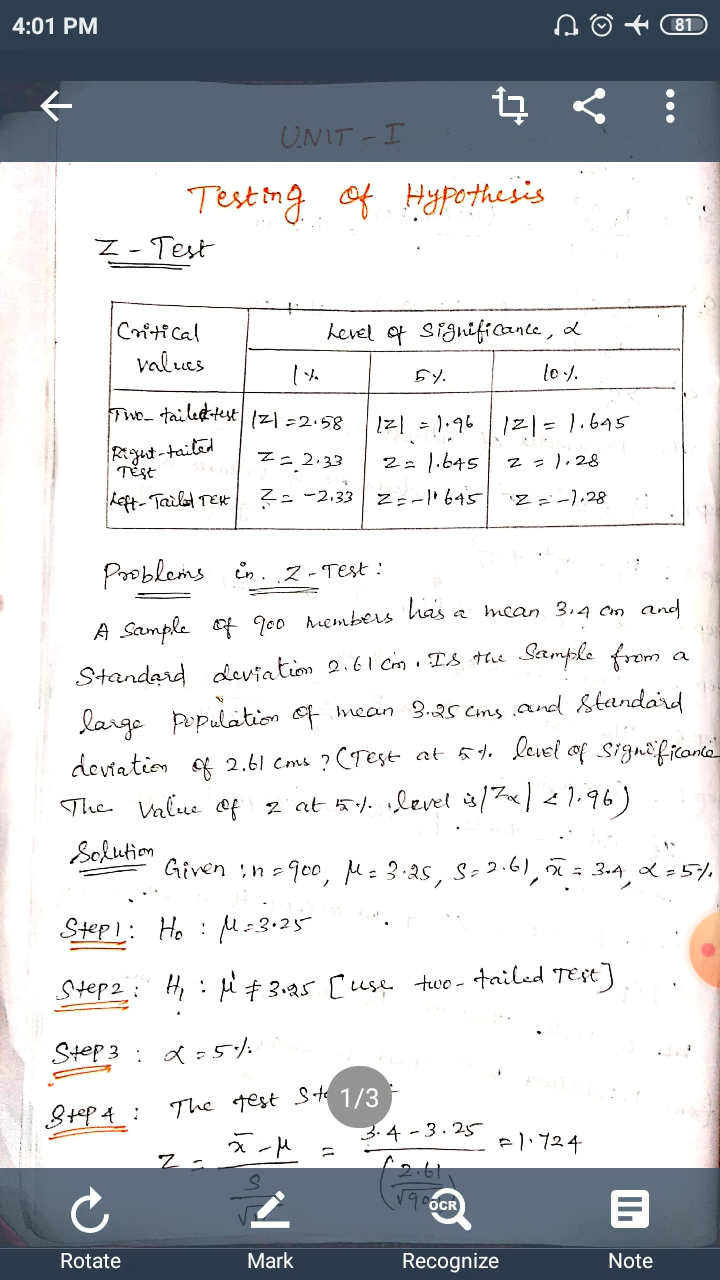 4:01 PM
81
UNIT - I
Testing of Hypothesis
Z - Test
Critical values
Level of Significance, α
1% 5% 10%
Two-tailed test |Z| = 2.58 |Z| = 1.96 |Z| = 1.645
Right-tailed Test Z = 2.33 Z = 1.645 Z = 1.28
Left-Tailed Test Z = -2.33 Z = -1.645 Z = -1.28
Problems in Z-Test:
A Sample of 900 members has a mean 3.4 cm and
Standard deviation 2.61 cm. Is the Sample from a
large population of mean 3.25 cms and Standard
deviation of 2.61 cms? (Test at 5% level of Significance
The value of z at 5% level is |Zα| < 1.96)
Solution Given : n = 900, μ = 3.25, S = 2.61, x̄ = 3.4, α = 5%
Step 1: H₀ : μ = 3.25
Step 2: H₁ : μ ≠ 3.25 [use two-tailed Test]
Step 3: α = 5%
Step 4: The test
1/3
Z = x̄ - μ / S/√ = 3.4 - 3.25 / (2.61/√90 = 1.724
OCR
Rotate Mark Recognize Note